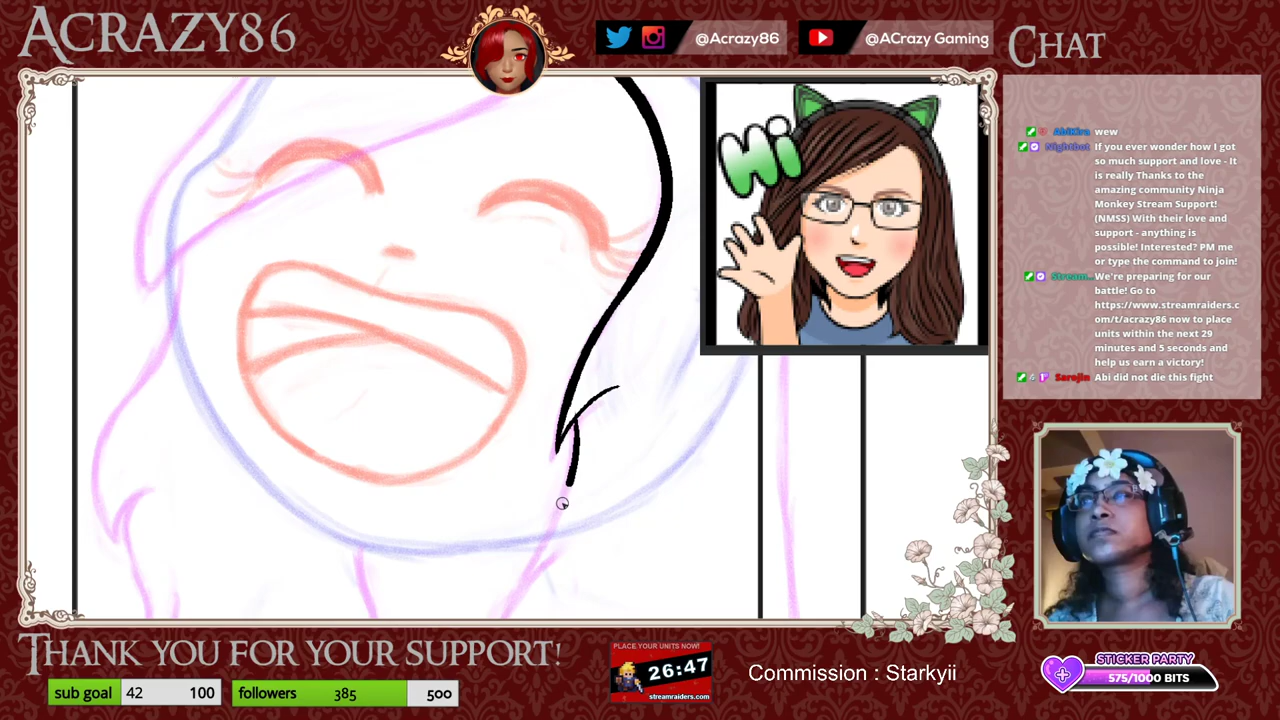 ACRAZY86
@Acrazy86
@ACrazy Gaming
CHAT
Hi
AbiKira wew
Nightbot If you ever wonder how I got
so much support and love - It
is really Thanks to the
amazing community Ninja
Monkey Stream Support!
(NMSS) With their love and
support - anything is
possible! Interested? PM me
or type the command to join!
Stream... We're preparing for our
battle! Go to
https://www.streamraiders.c
om/t/acrazy86 now to place
units within the next 29
minutes and 5 seconds and
help us earn a victory!
Sarojin Abi did not die this fight
THANK YOU FOR YOUR SUPPORT!
sub goal 42 100
followers 385 500
PLACE YOUR UNITS NOW!
26:47
streamraiders.com
Commission : Starkyii
STICKER PARTY
575/1000 BITS